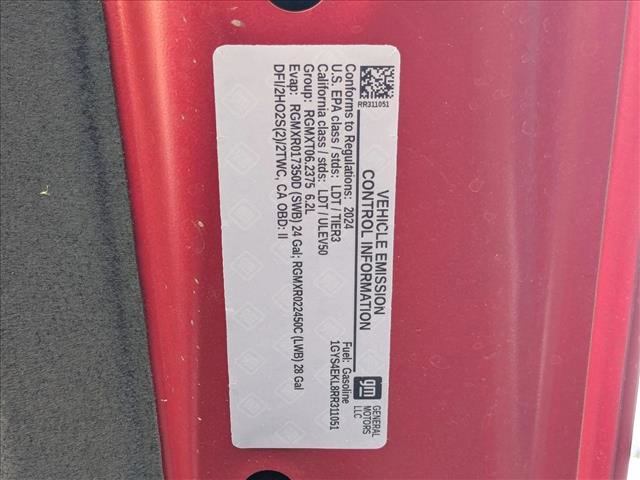 RR311051
VEHICLE EMISSION
CONTROL INFORMATION
gm
GENERAL
MOTORS
LLC
Conforms to Regulations: 2024
Fuel: Gasoline
U.S. EPA class / stds: LDT / TIER3
1GYS4EKL8RR311051
California class / stds: LDT / ULEV50
Group: RGMXT06.2375 6.2L
Evap: RGMXR017350D (SWB) 24 Gal; RGMXR022450C (LWB) 28 Gal
DFI/2HO2S(2)/2TWC, CA OBD: II